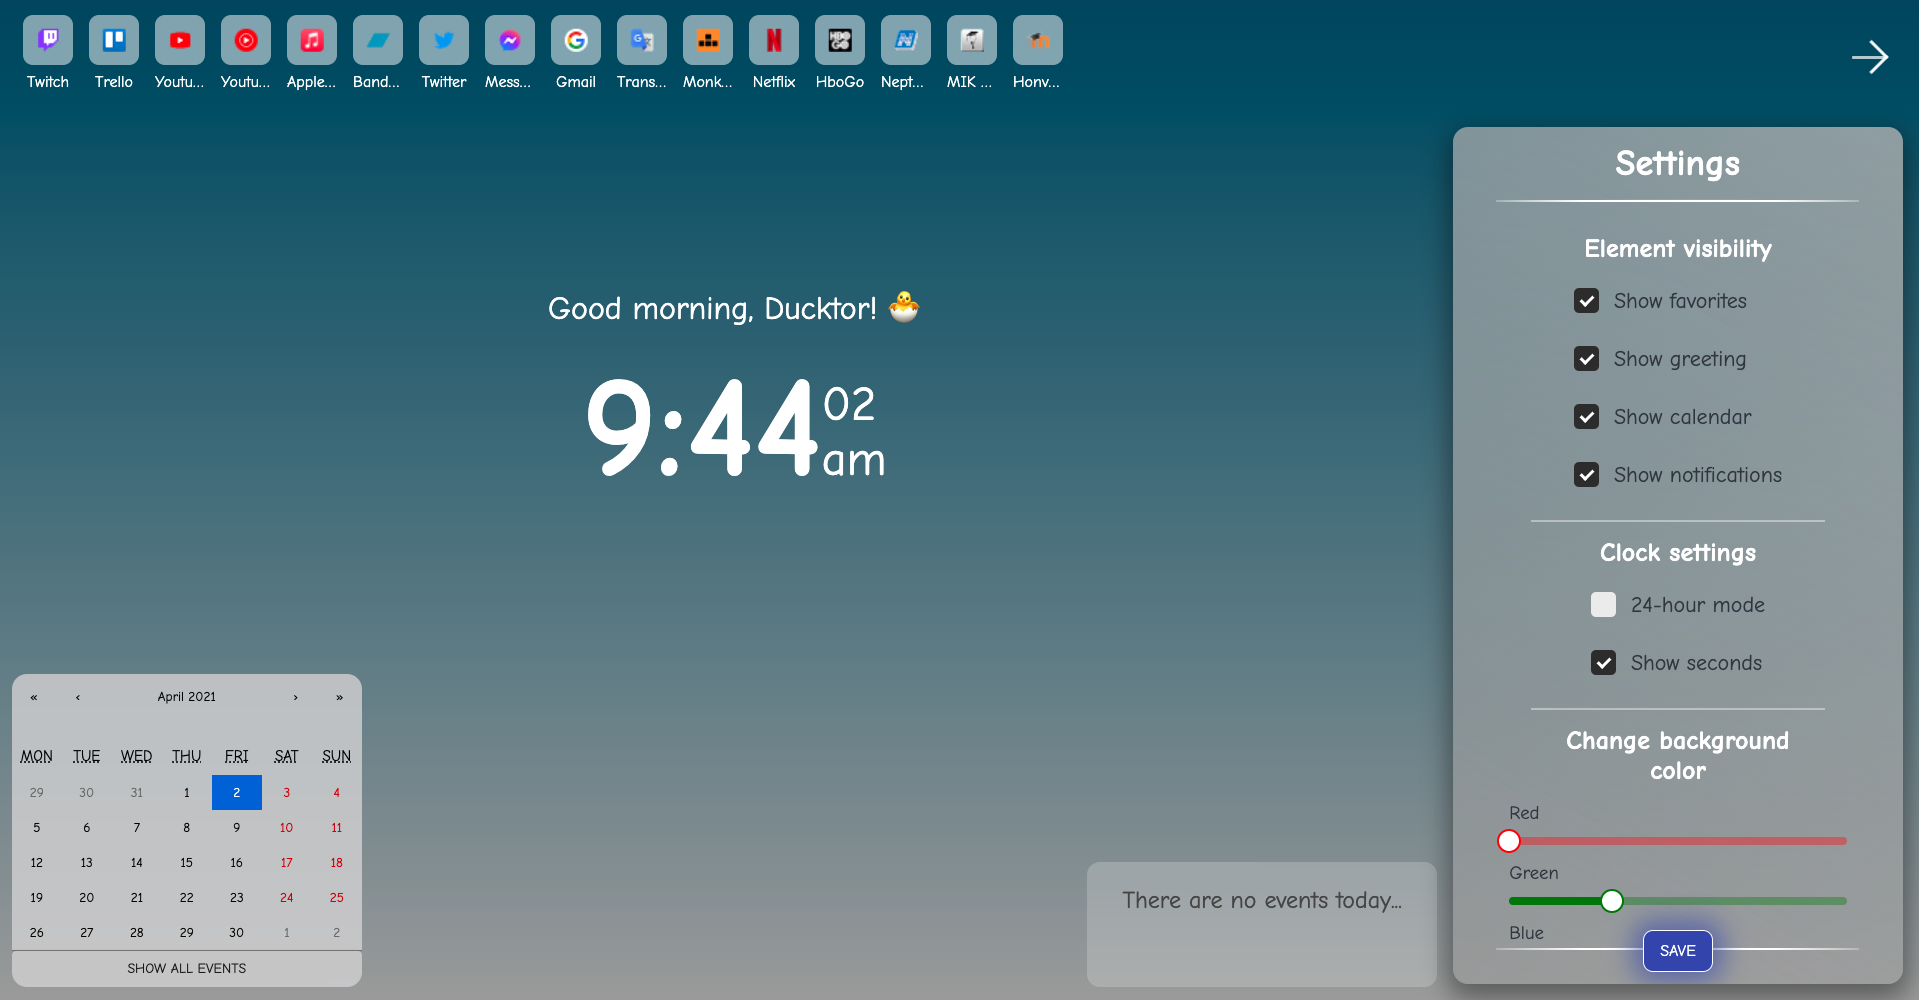 Twitch Trello Youtu... Youtu... Apple... Band... Twitter Mess... Gmail Trans... Monk... Netflix HboGo Nept... MIK ... Honv...
Good morning, Ducktor!
9:44 02 am
« ‹ April 2021 › »
MON TUE WED THU FRI SAT SUN
29 30 31 1 2 3 4
5 6 7 8 9 10 11
12 13 14 15 16 17 18
19 20 21 22 23 24 25
26 27 28 29 30 1 2
SHOW ALL EVENTS
There are no events today...
Settings
Element visibility
Show favorites
Show greeting
Show calendar
Show notifications
Clock settings
24-hour mode
Show seconds
Change background
color
Red
Green
Blue
SAVE